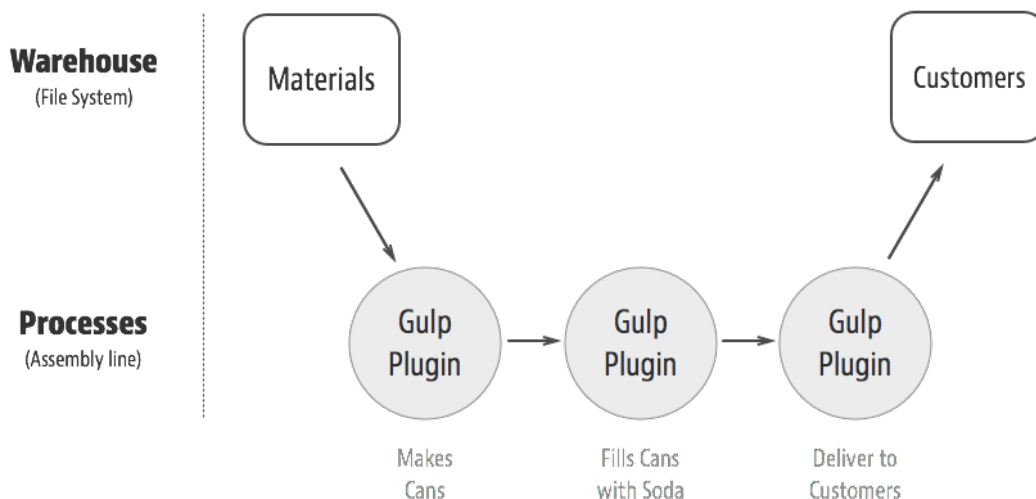 Warehouse
(File System)
Materials
Customers
Processes
(Assembly line)
Gulp
Plugin
Gulp
Plugin
Gulp
Plugin
Makes
Cans
Fills Cans
with Soda
Deliver to
Customers